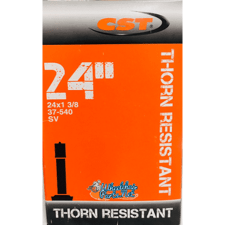 CST
24"
24x1 3/8
37-540
SV
THORN RESISTANT
THORN RESISTANT